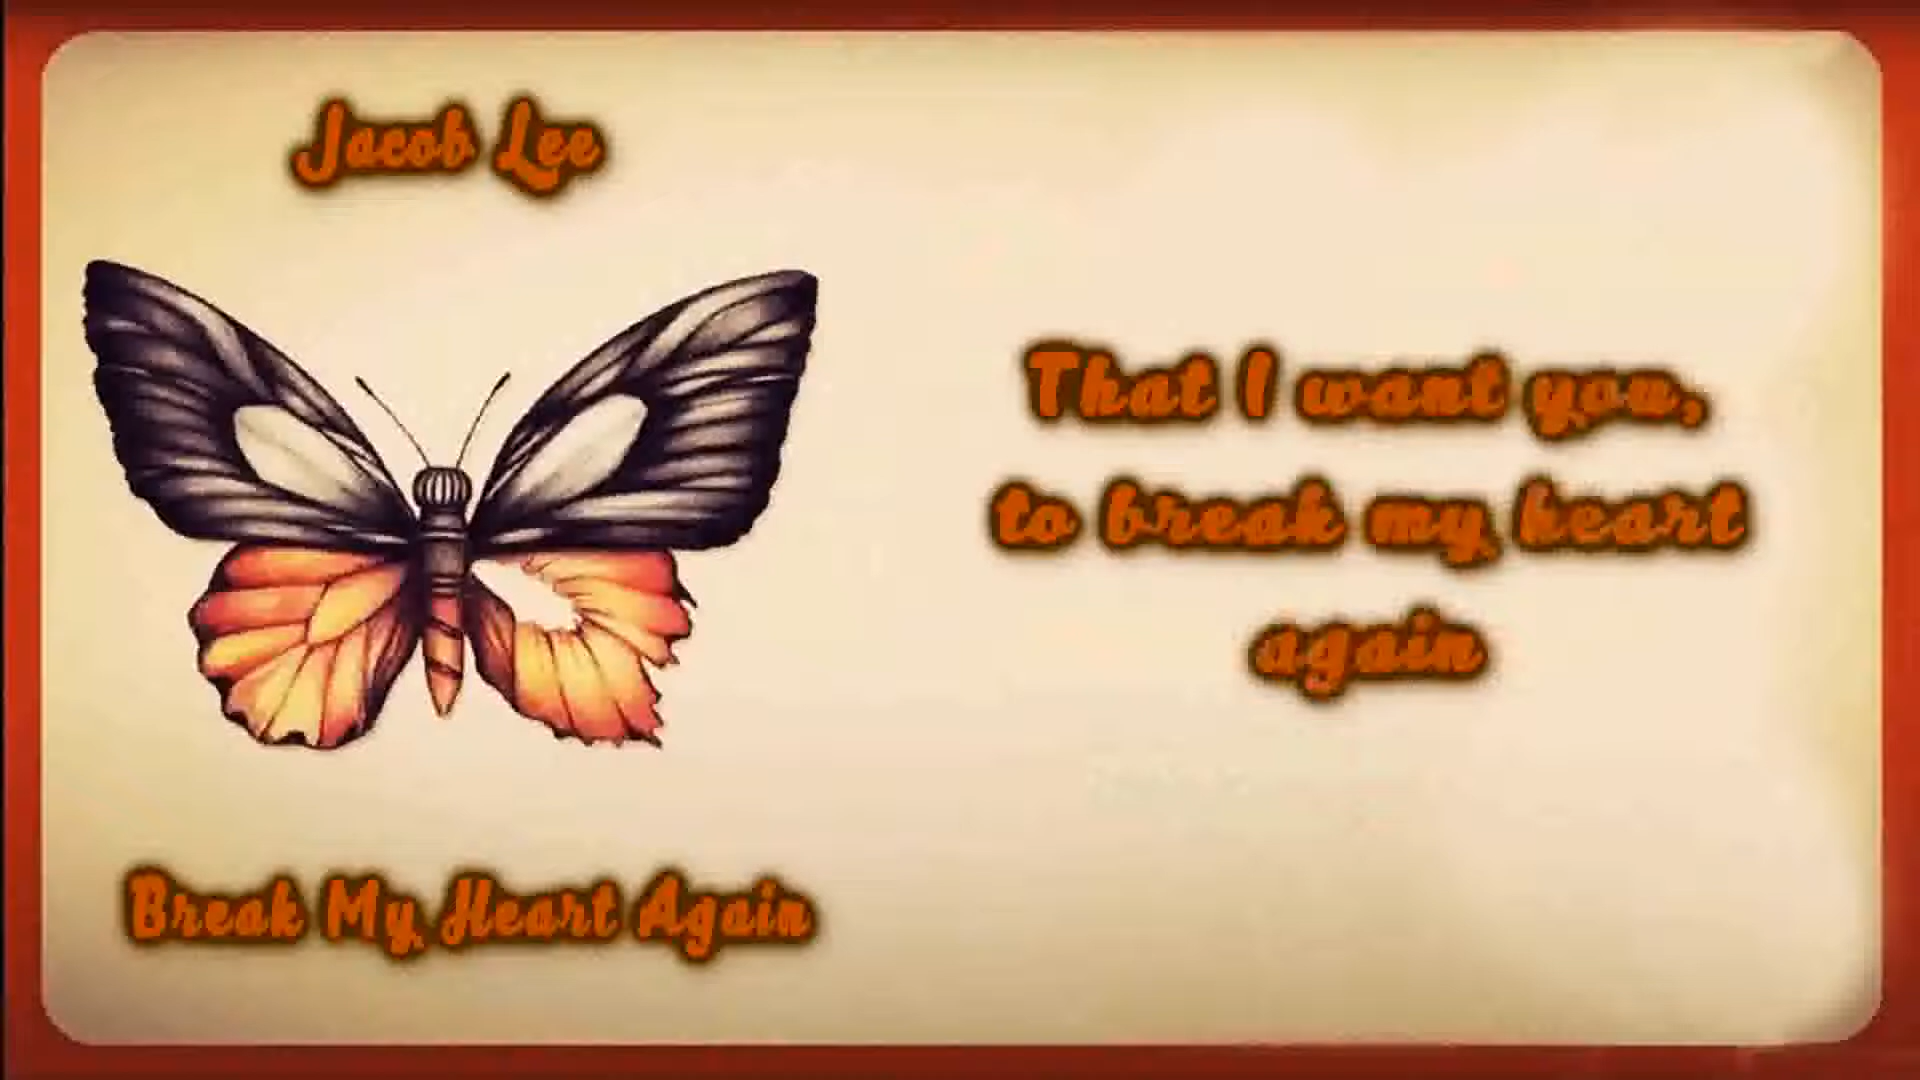 Jacob Lee
That I want you,
to break my heart
again
Break My Heart Again